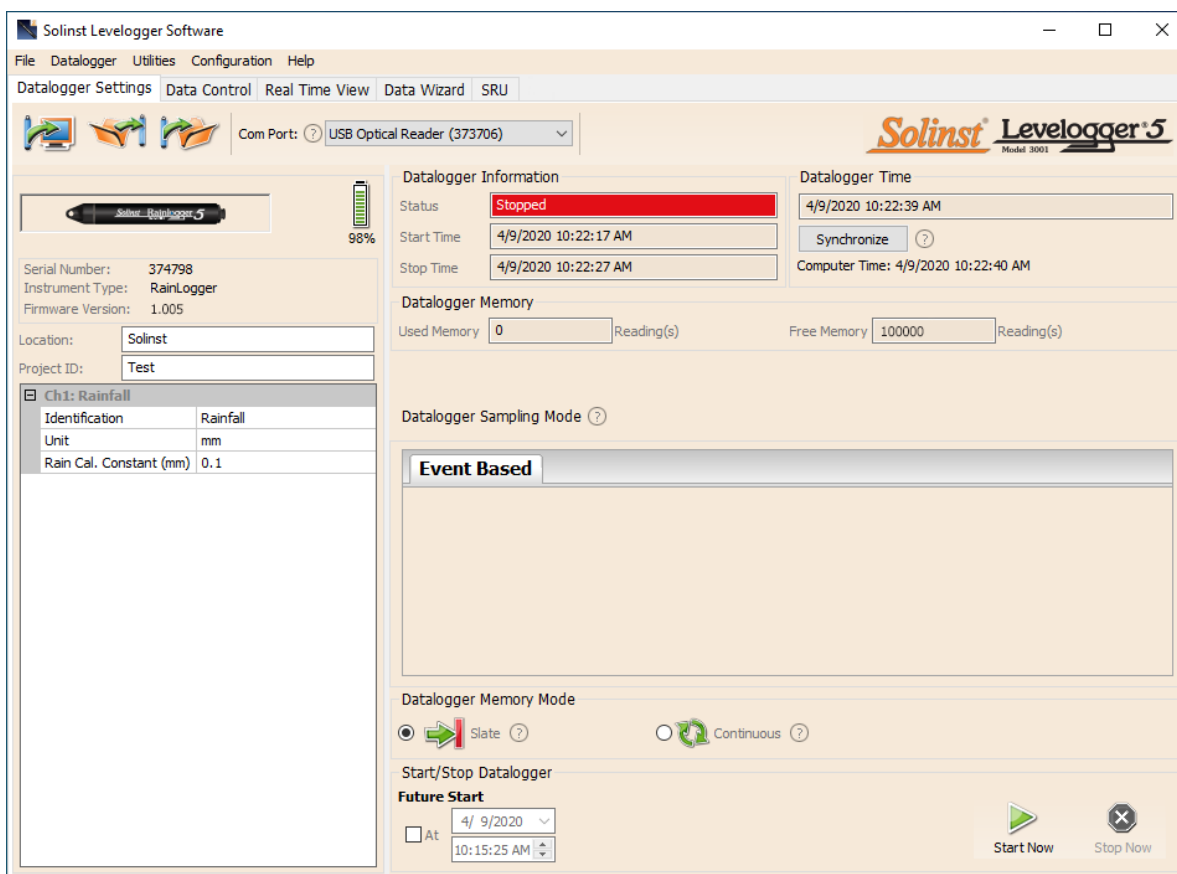 Solinst Levelogger Software
File Datalogger Utilities Configuration Help
Datalogger Settings Data Control Real Time View Data Wizard SRU
Com Port: ? USB Optical Reader (373706)
Solinst® Levelogger® 5
Model 3001
Solinst Rainlogger 5
98%
Serial Number: 374798
Instrument Type: RainLogger
Firmware Version: 1.005
Location: Solinst
Project ID: Test
Ch1: Rainfall
Identification Rainfall
Unit mm
Rain Cal. Constant (mm) 0.1
Datalogger Information
Status Stopped
Start Time 4/9/2020 10:22:17 AM
Stop Time 4/9/2020 10:22:27 AM
Datalogger Time
4/9/2020 10:22:39 AM
Synchronize ?
Computer Time: 4/9/2020 10:22:40 AM
Datalogger Memory
Used Memory 0 Reading(s) Free Memory 100000 Reading(s)
Datalogger Sampling Mode ?
Event Based
Datalogger Memory Mode
Slate ? Continuous ?
Start/Stop Datalogger
Future Start
At 4/ 9/2020
10:15:25 AM
Start Now Stop Now